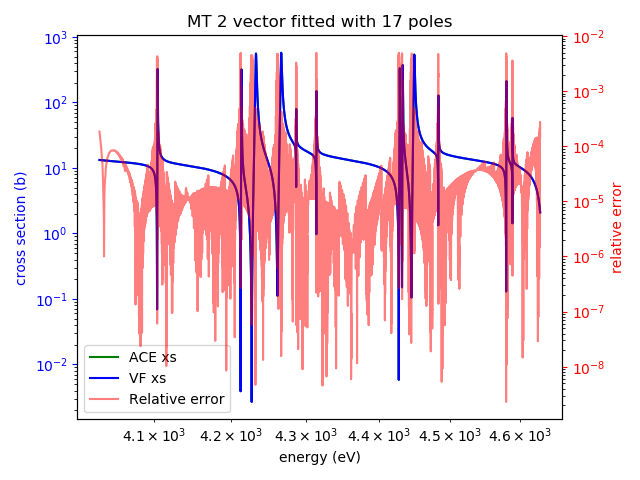 MT 2 vector fitted with 17 poles
10³
10²
10¹
10⁰
10⁻¹
10⁻²
cross section (b)
10⁻²
10⁻³
10⁻⁴
10⁻⁵
10⁻⁶
10⁻⁷
10⁻⁸
relative error
ACE xs
VF xs
Relative error
4.1 × 10³ 4.2 × 10³ 4.3 × 10³ 4.4 × 10³ 4.5 × 10³ 4.6 × 10³
energy (eV)